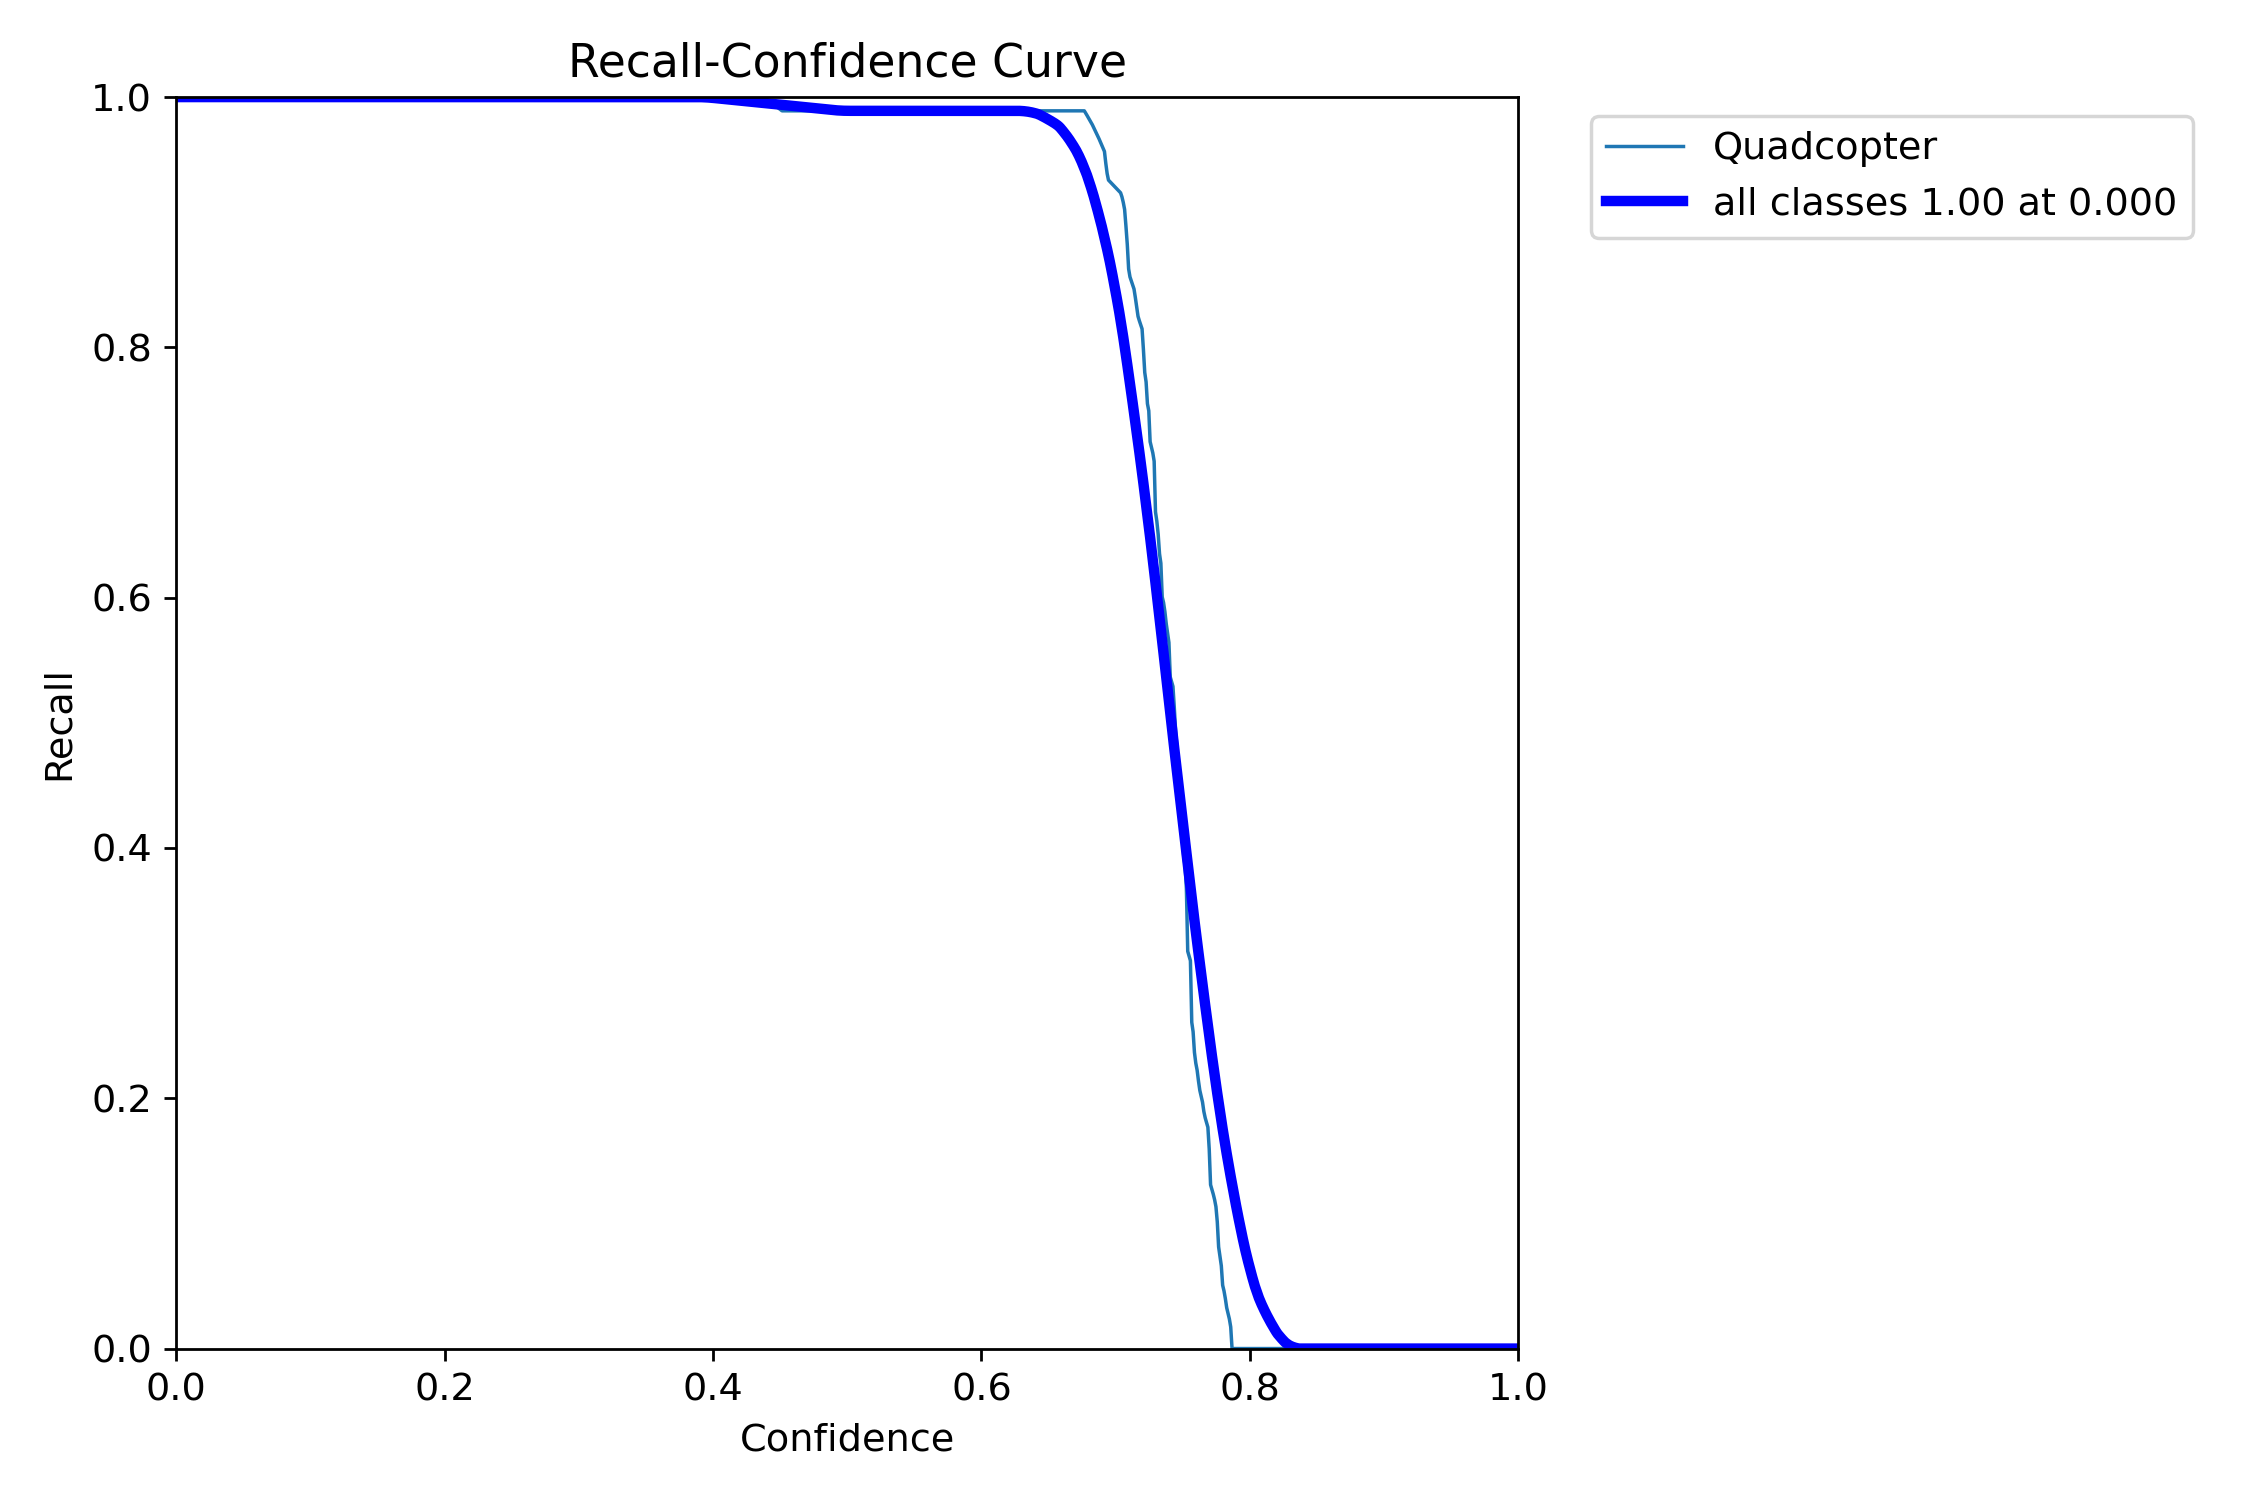 Recall-Confidence Curve
1.0
0.8
0.6
0.4
0.2
0.0
Recall
0.0 0.2 0.4 0.6 0.8 1.0
Confidence
Quadcopter
all classes 1.00 at 0.000